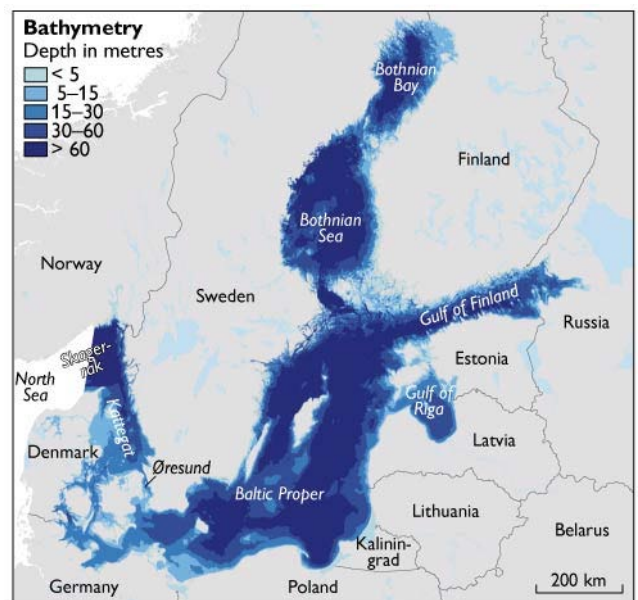 Bathymetry
Depth in metres
< 5
5–15
15–30
30–60
> 60
Bothnian
Bay
Finland
Bothnian
Sea
Norway
Sweden
Gulf of Finland
Russia
Skager-
rak
North
Sea
Estonia
Gulf of
Riga
Kattegat
Denmark
Latvia
Øresund
Baltic Proper
Lithuania
Belarus
Kalinin-
grad
Germany
Poland
200 km